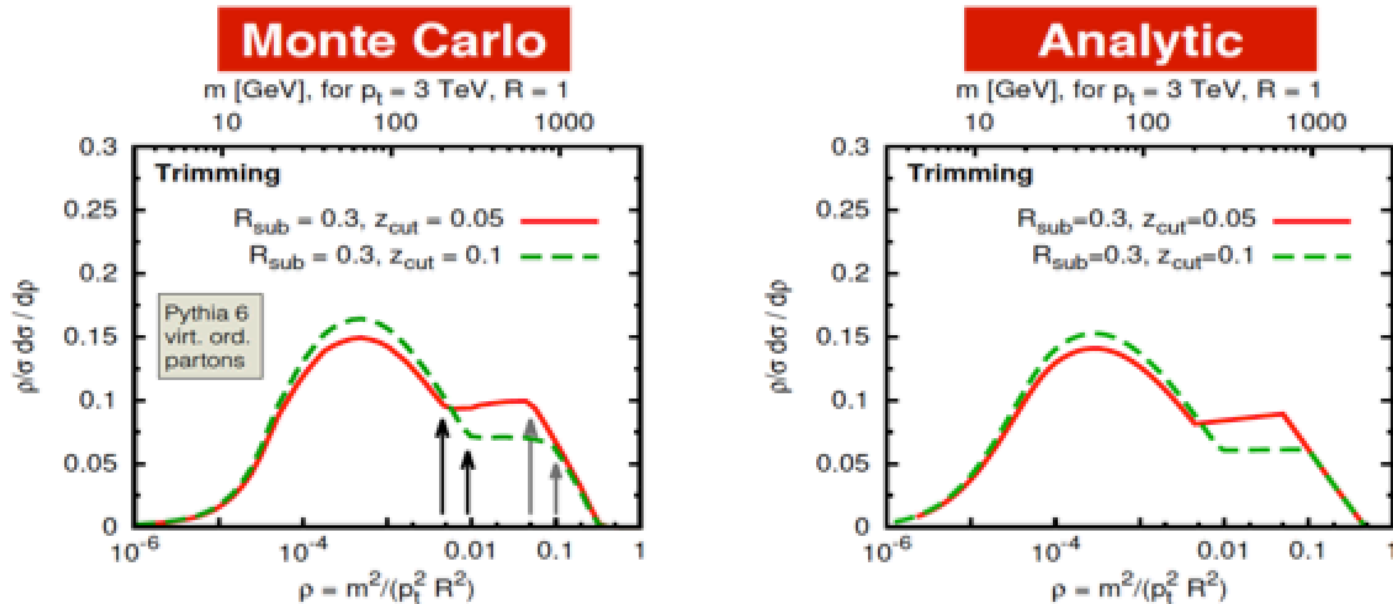 Monte Carlo
m [GeV], for pt = 3 TeV, R = 1
10 100 1000
0.3
Trimming
0.25
Rsub = 0.3, zcut = 0.05
0.2
Rsub = 0.3, zcut = 0.1
ρ/σ dσ / dρ
0.15
Pythia 6
virt. ord.
partons
0.1
0.05
0
10-6 10-4 0.01 0.1 1
ρ = m2/(pt2 R2)
Analytic
m [GeV], for pt = 3 TeV, R = 1
10 100 1000
0.3
Trimming
0.25
Rsub=0.3, zcut=0.05
0.2
Rsub=0.3, zcut=0.1
ρ/σ dσ / dρ
0.15
0.1
0.05
0
10-6 10-4 0.01 0.1 1
ρ = m2/(pt2 R2)